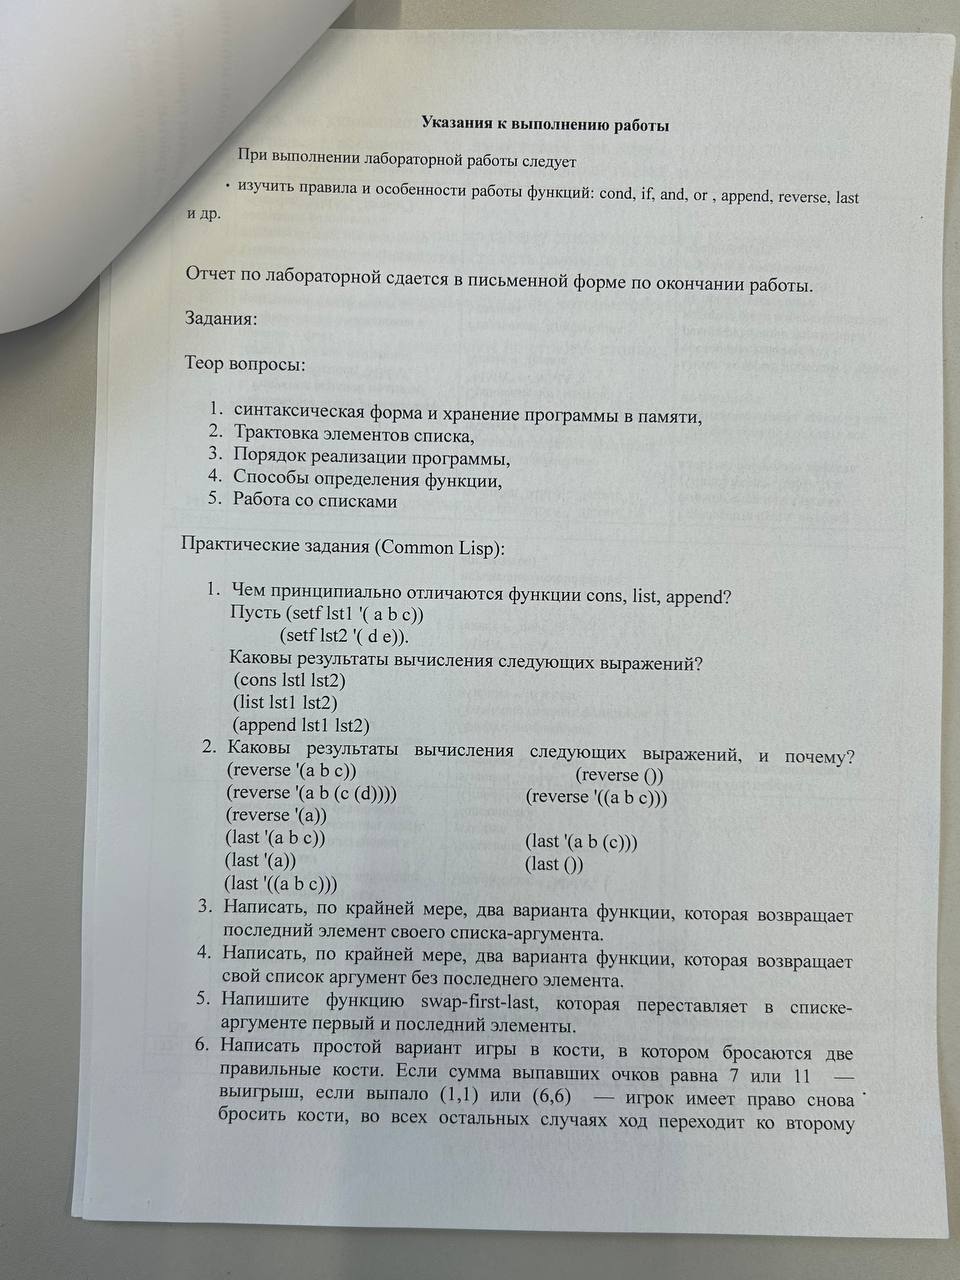 Указания к выполнению работы
При выполнении лабораторной работы следует
· изучить правила и особенности работы функций: cond, if, and, or , append, reverse, last
и др.
Отчет по лабораторной сдается в письменной форме по окончании работы.
Задания:
Теор вопросы:
1. синтаксическая форма и хранение программы в памяти,
2. Трактовка элементов списка,
3. Порядок реализации программы,
4. Способы определения функции,
5. Работа со списками
Практические задания (Common Lisp):
1. Чем принципиально отличаются функции cons, list, append?
Пусть (setf lst1 '( a b c))
(setf lst2 '( d e)).
Каковы результаты вычисления следующих выражений?
(cons lstl lst2)
(list lst1 lst2)
(append lst1 lst2)
2. Каковы результаты вычисления следующих выражений, и почему?
(reverse '(a b c)) (reverse ())
(reverse '(a b (c (d)))) (reverse '((a b c)))
(reverse '(a))
(last '(a b c)) (last '(a b (c)))
(last '(a)) (last ())
(last '((a b c)))
3. Написать, по крайней мере, два варианта функции, которая возвращает
последний элемент своего списка-аргумента.
4. Написать, по крайней мере, два варианта функции, которая возвращает
свой список аргумент без последнего элемента.
5. Напишите функцию swap-first-last, которая переставляет в списке-
аргументе первый и последний элементы.
6. Написать простой вариант игры в кости, в котором бросаются две
правильные кости. Если сумма выпавших очков равна 7 или 11 —
выигрыш, если выпало (1,1) или (6,6) — игрок имеет право снова
бросить кости, во всех остальных случаях ход переходит ко второму